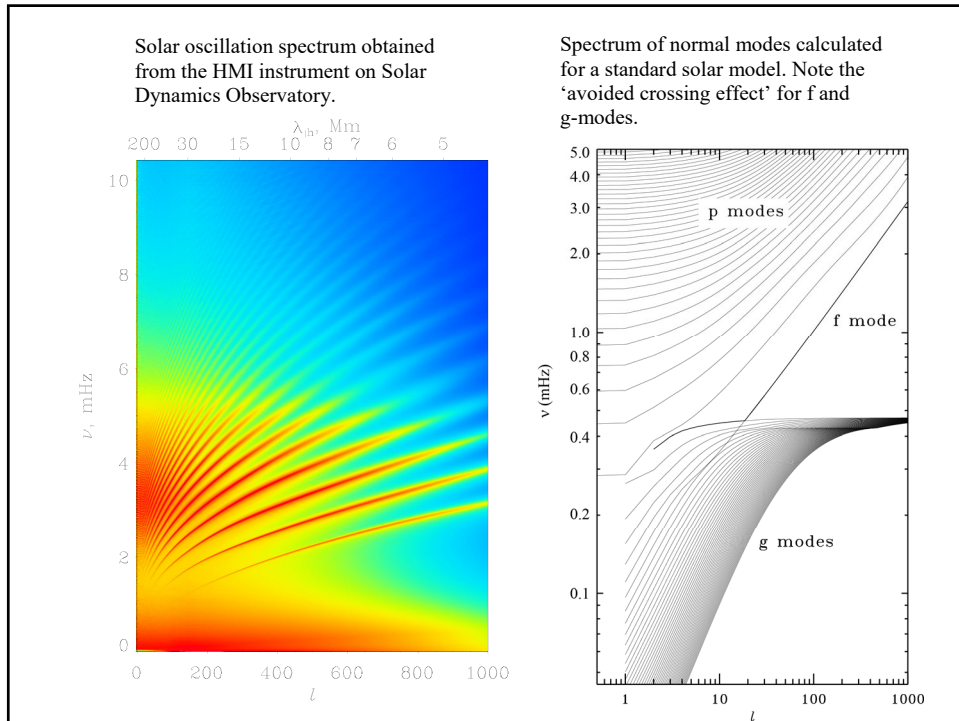 Solar oscillation spectrum obtained
from the HMI instrument on Solar
Dynamics Observatory.
λₕ, Mm
200 30 15 10 8 7 6 5
10
8
6
4
2
0
ν, mHz
0 200 400 600 800 1000
l
Spectrum of normal modes calculated
for a standard solar model. Note the
‘avoided crossing effect’ for f and
g-modes.
5.0
4.0
3.0
2.0
1.0
0.8
0.6
0.4
0.2
0.1
ν (mHz)
p modes
f mode
g modes
1 10 100 1000
l